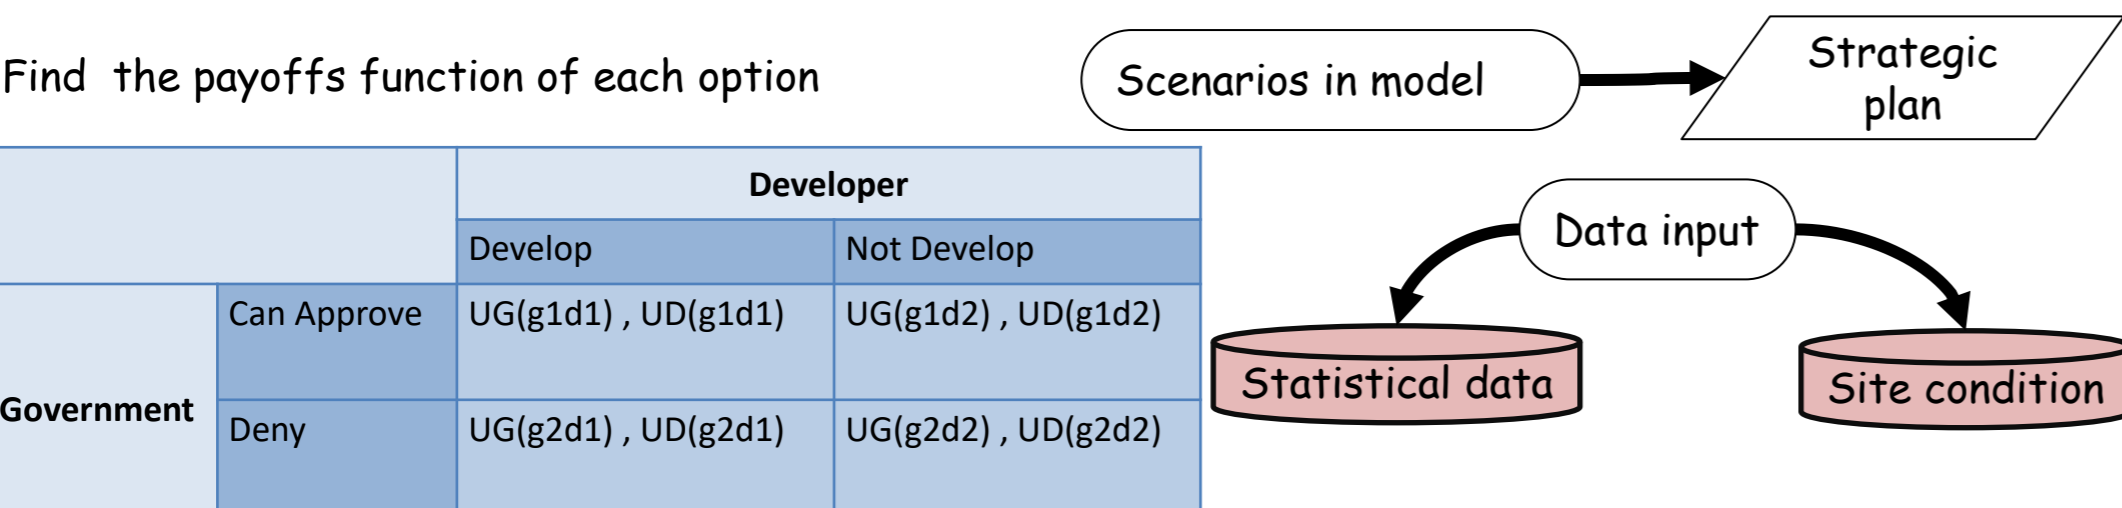 Find the payoffs function of each option
Scenarios in model
Strategic
plan
Developer
Develop
Not Develop
Government
Can Approve
UG(g1d1) , UD(g1d1)
UG(g1d2) , UD(g1d2)
Deny
UG(g2d1) , UD(g2d1)
UG(g2d2) , UD(g2d2)
Data input
Statistical data
Site condition